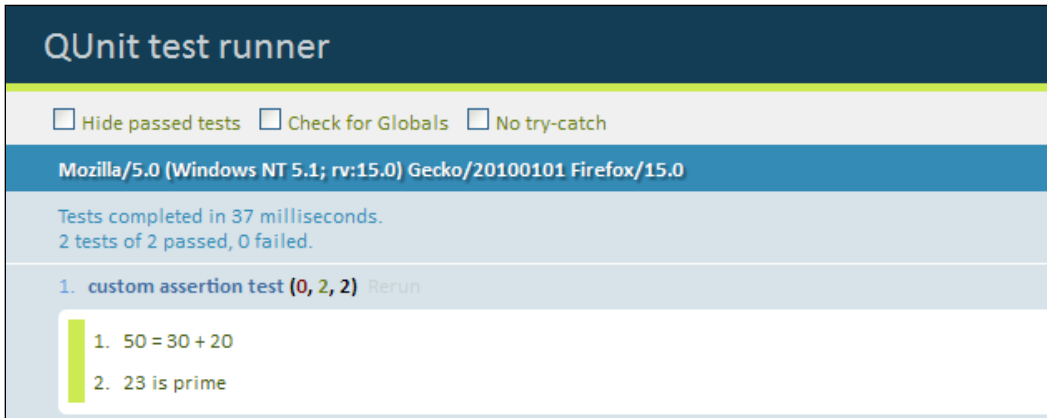 QUnit test runner
Hide passed tests Check for Globals No try-catch
Mozilla/5.0 (Windows NT 5.1; rv:15.0) Gecko/20100101 Firefox/15.0
Tests completed in 37 milliseconds.
2 tests of 2 passed, 0 failed.
1. custom assertion test (0, 2, 2) Rerun
1. 50 = 30 + 20
2. 23 is prime